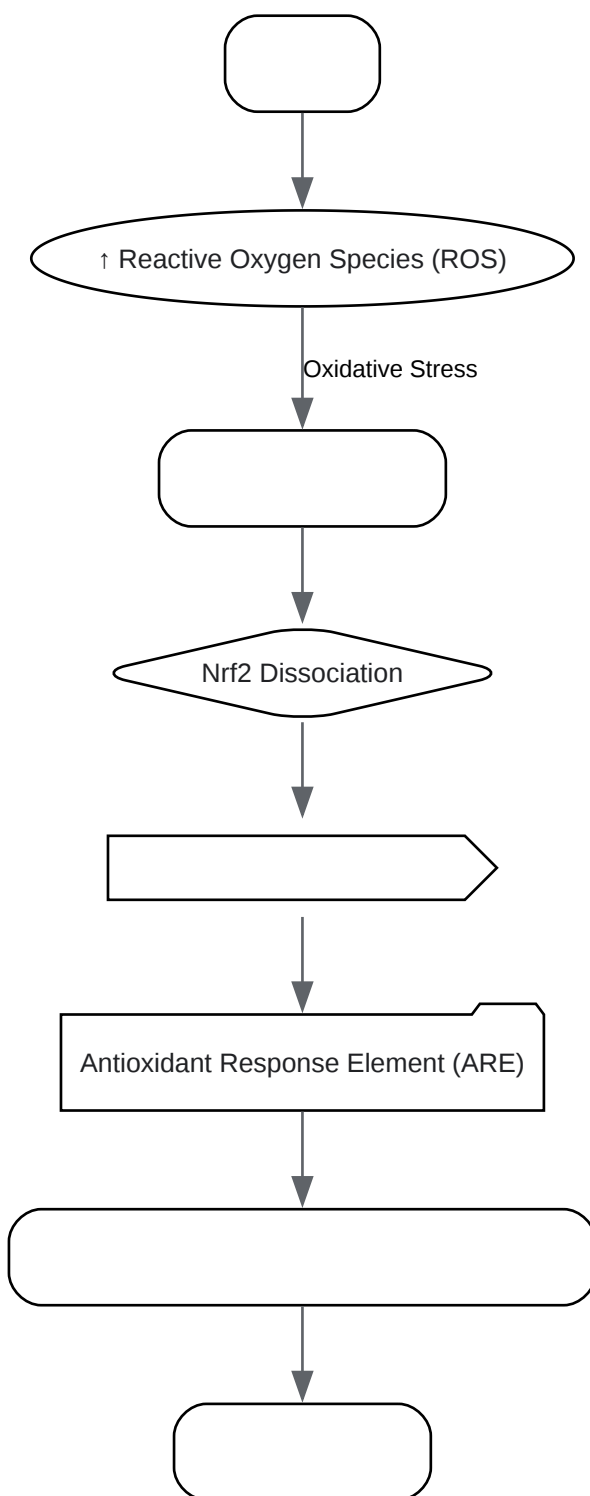 ↑ Reactive Oxygen Species (ROS)
Oxidative Stress
Nrf2 Dissociation
Antioxidant Response Element (ARE)